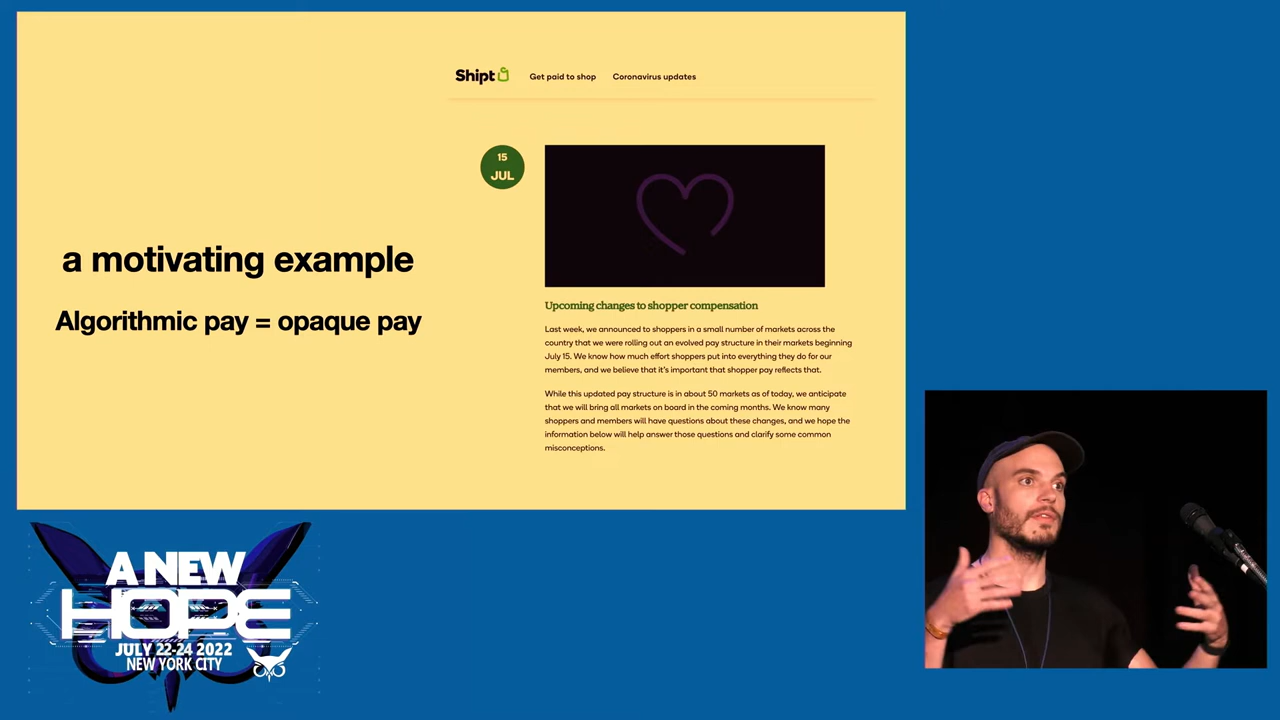 Shipt
Get paid to shop
Coronavirus updates
15
JUL
a motivating example
Algorithmic pay = opaque pay
Upcoming changes to shopper compensation
Last week, we announced to shoppers in a small number of markets across the
country that we were rolling out an evolved pay structure in their markets beginning
July 15. We know how much effort shoppers put into everything they do for our
members, and we believe that it's important that shopper pay reflects that.
While this updated pay structure is in about 50 markets as of today, we anticipate
that we will bring all markets on board in the coming months. We know many
shoppers and members will have questions about these changes, and we hope the
information below will help answer those questions and clarify some common
misconceptions.
A NEW
HOPE
JULY 22-24 2022
NEW YORK CITY